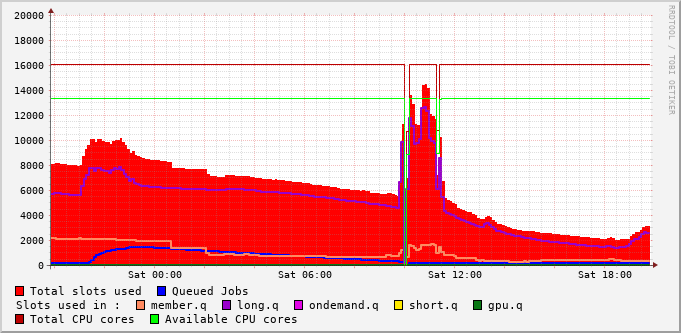 20000
18000
16000
14000
12000
10000
8000
6000
4000
2000
0
Sat 00:00 Sat 06:00 Sat 12:00 Sat 18:00
RRDTOOL / TOBI OETIKER
Total slots used Queued Jobs
Slots used in : member.q long.q ondemand.q short.q gpu.q
Total CPU cores Available CPU cores